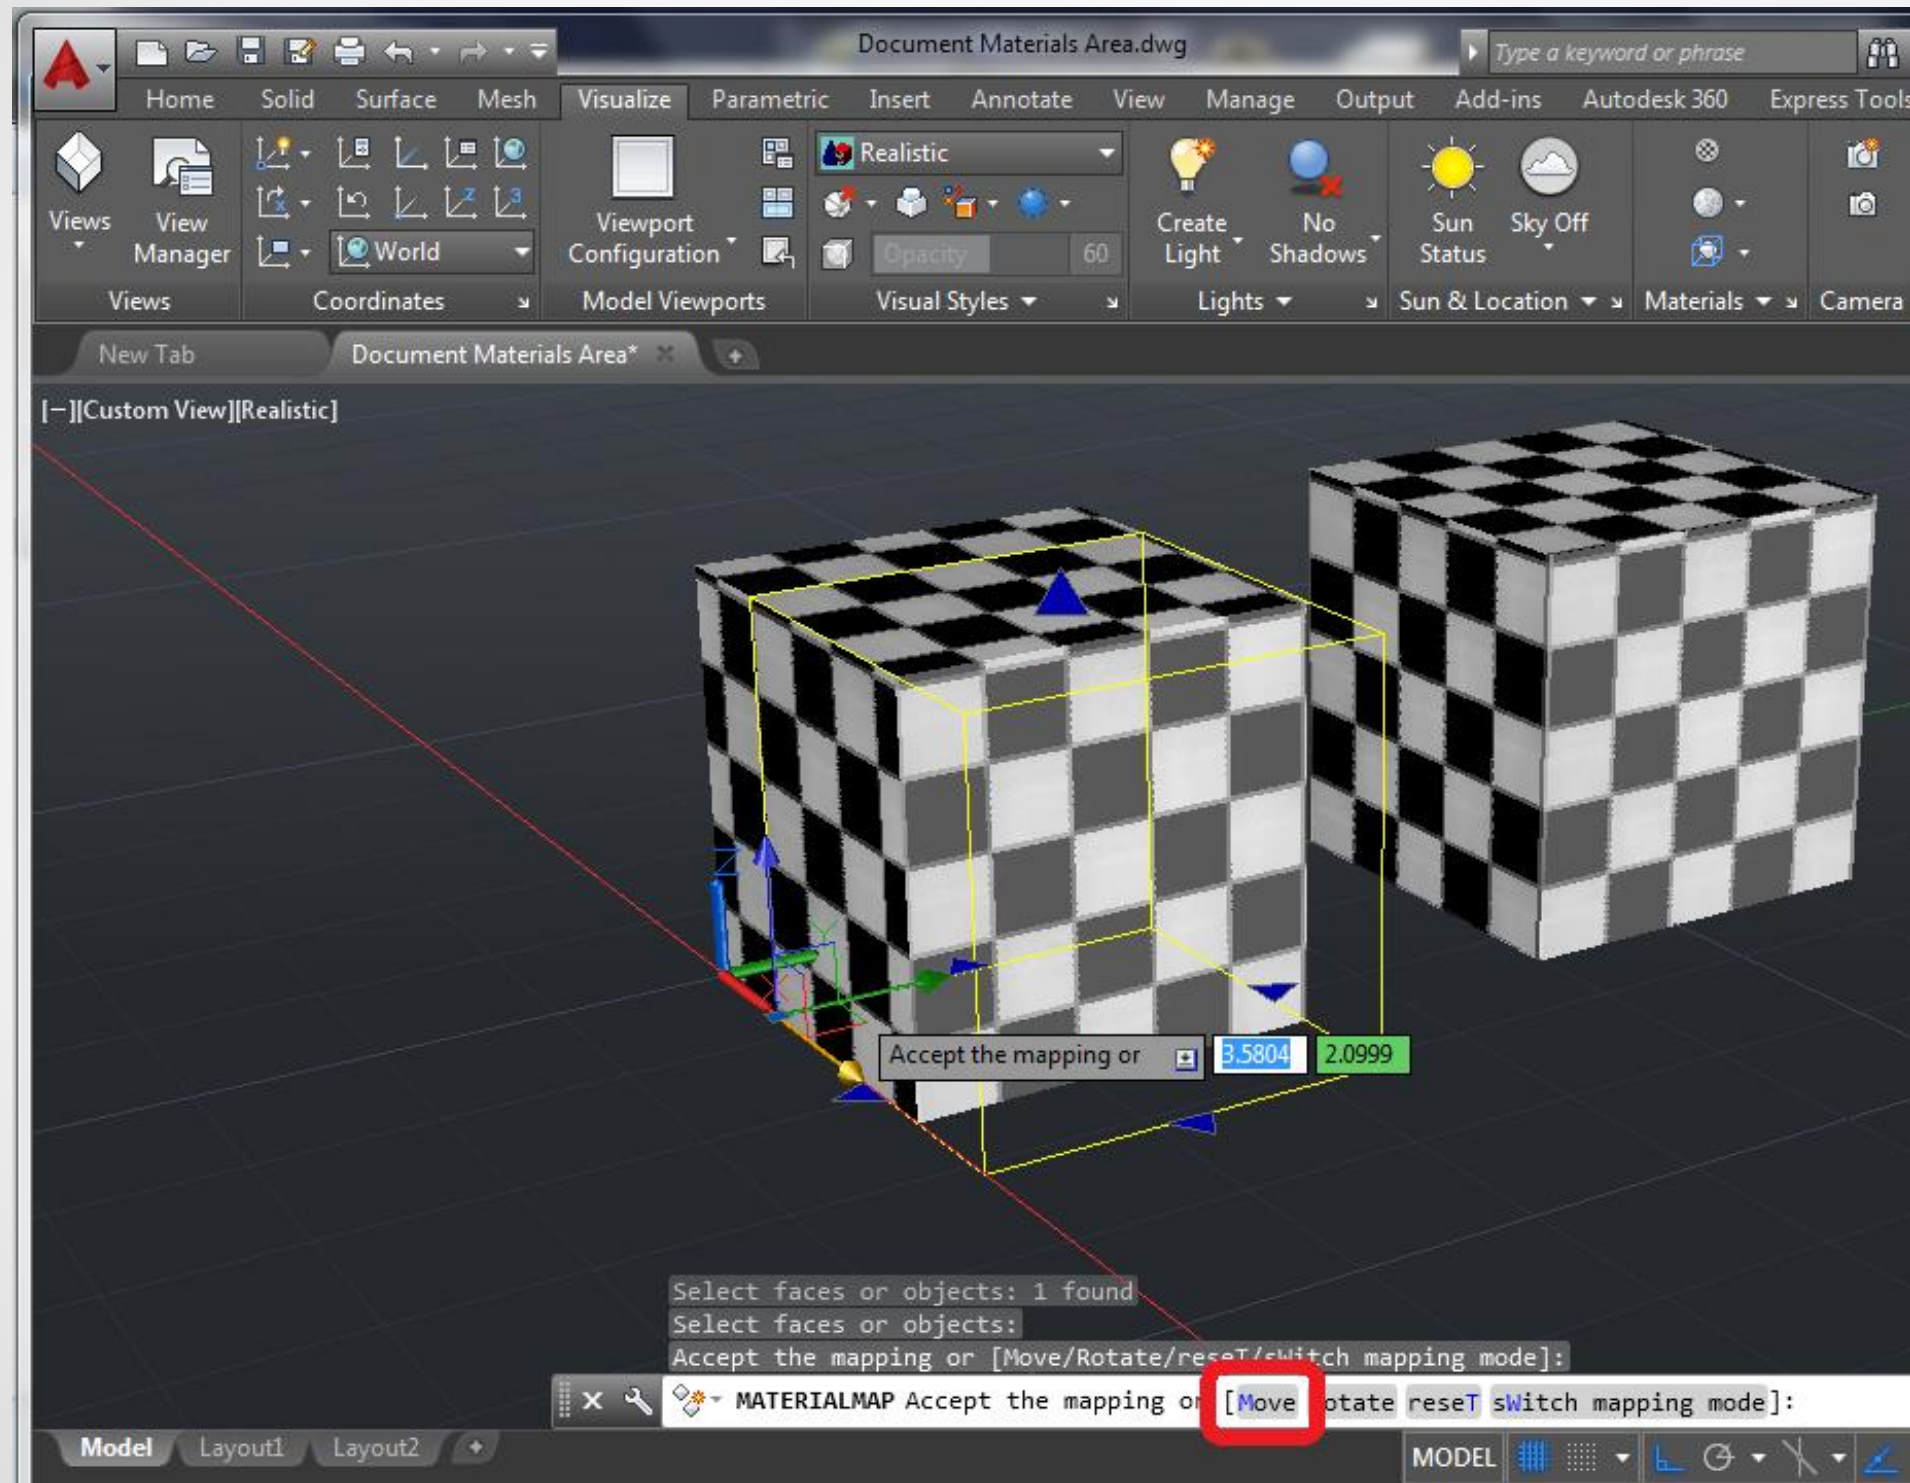 Document Materials Area.dwg
Type a keyword or phrase
Home Solid Surface Mesh Visualize Parametric Insert Annotate View Manage Output Add-ins Autodesk 360 Express Tools
Realistic
Views
View
Manager
World
Viewport
Configuration
Opacity 60
Create
Light
No
Shadows
Sun
Status
Sky Off
Views Coordinates Model Viewports Visual Styles Lights Sun & Location Materials Camera
New Tab Document Materials Area*
[−][Custom View][Realistic]
Z
Y
X
Accept the mapping or 3.5804 2.0999
Select faces or objects: 1 found
Select faces or objects:
Accept the mapping or [Move/Rotate/reseT/sWitch mapping mode]:
MATERIALMAP Accept the mapping or [Move otate reseT sWitch mapping mode]:
Model Layout1 Layout2
MODEL